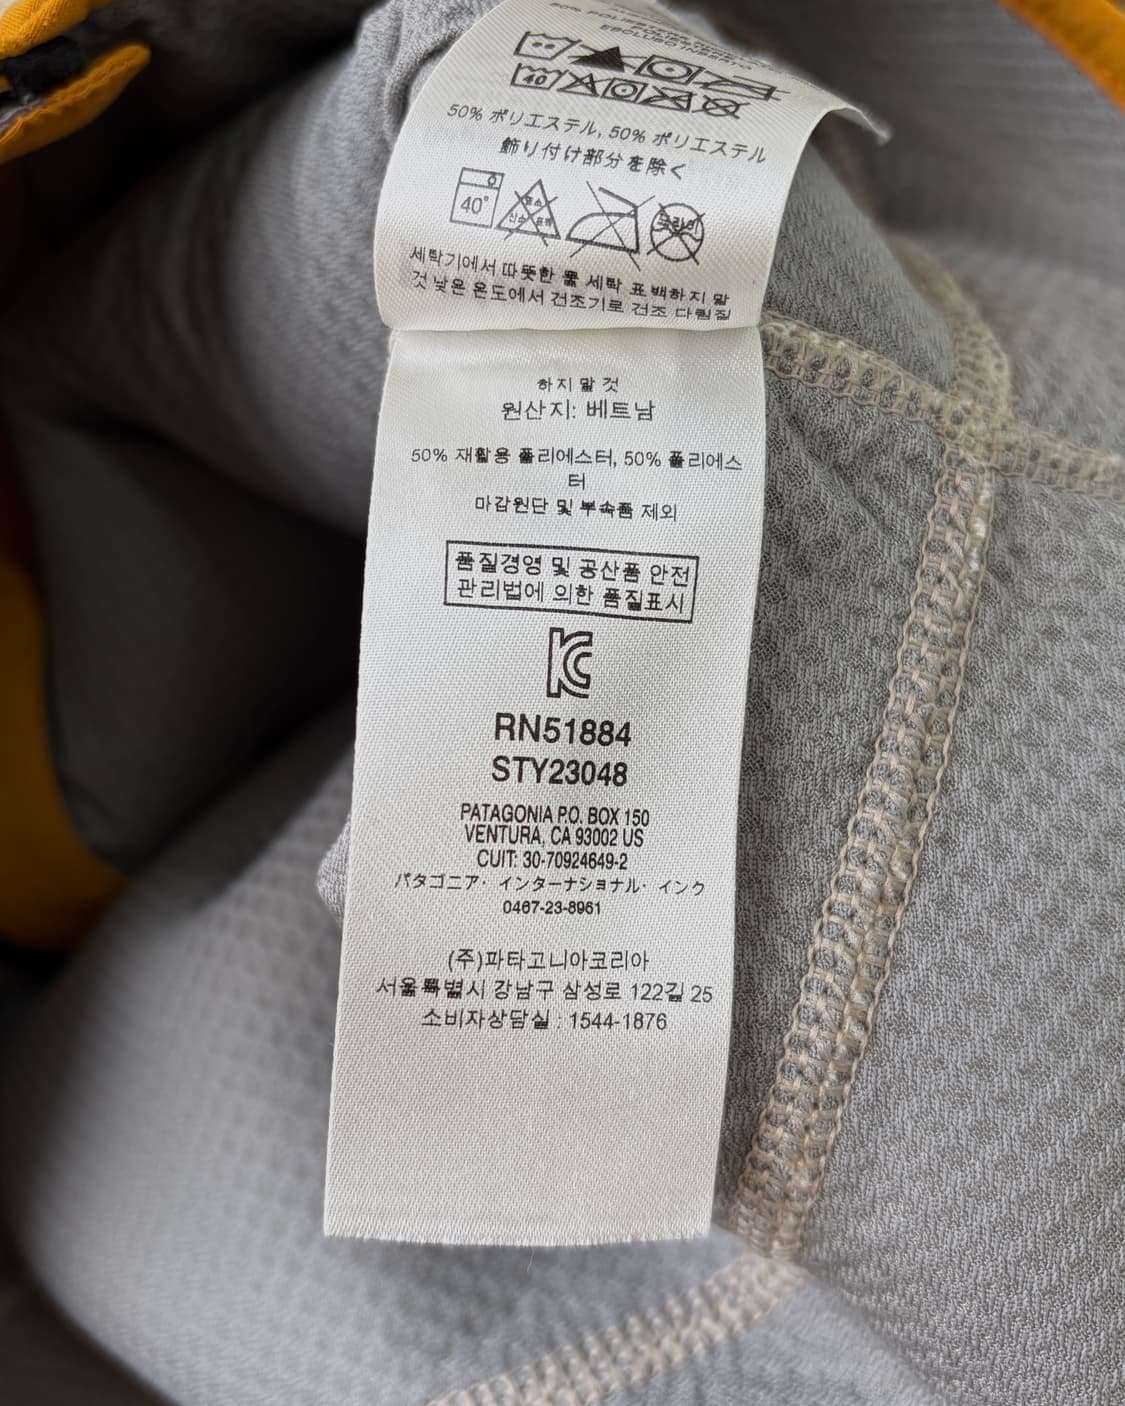 40
50% ポリエステル, 50% ポリエステル
飾り付け部分を除く
40°
세탁기에서 따뜻한 물 세탁 표백하지 말
것 낮은 온도에서 건조기로 건조 다림질
하지 말 것
원산지: 베트남
50% 재활용 폴리에스터, 50% 폴리에스
터
마감원단 및 부속품 제외
품질경영 및 공산품 안전
관리법에 의한 품질표시
KC
RN51884
STY23048
PATAGONIA P.O. BOX 150
VENTURA, CA 93002 US
CUIT: 30-70924649-2
パタゴニア・インターナショナル・インク
0467-23-8961
(주)파타고니아코리아
서울특별시 강남구 삼성로 122길 25
소비자상담실 : 1544-1876